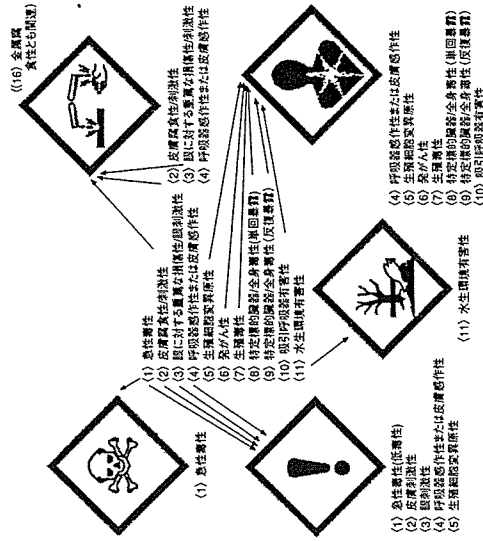 (1) 急性毒性
((16) 金属腐
食性とも関連)
(2) 皮膚腐食性/刺激性
(3) 眼に対する重篤な損傷性/刺激性
(4) 呼吸器感作性または皮膚感作性
(1) 急性毒性
(2) 皮膚腐食性/刺激性
(3) 眼に対する重篤な損傷性/眼刺激性
(4) 呼吸器感作性または皮膚感作性
(5) 生殖細胞変異原性
(6) 発がん性
(7) 生殖毒性
(8) 特定標的臓器/全身毒性(単回暴露)
(9) 特定標的臓器/全身毒性(反復暴露)
(10) 吸引呼吸器有害性
(11) 水生環境有害性
(1) 急性毒性(低毒性)
(2) 皮膚刺激性
(3) 眼刺激性
(4) 呼吸器感作性または皮膚感作性
(5) 生殖細胞変異原性
(11) 水生環境有害性
(4) 呼吸器感作性または皮膚感作性
(5) 生殖細胞変異原性
(6) 発がん性
(7) 生殖毒性
(8) 特定標的臓器/全身毒性(単回暴露)
(9) 特定標的臓器/全身毒性(反復暴露)
(10) 吸引呼吸器有害性